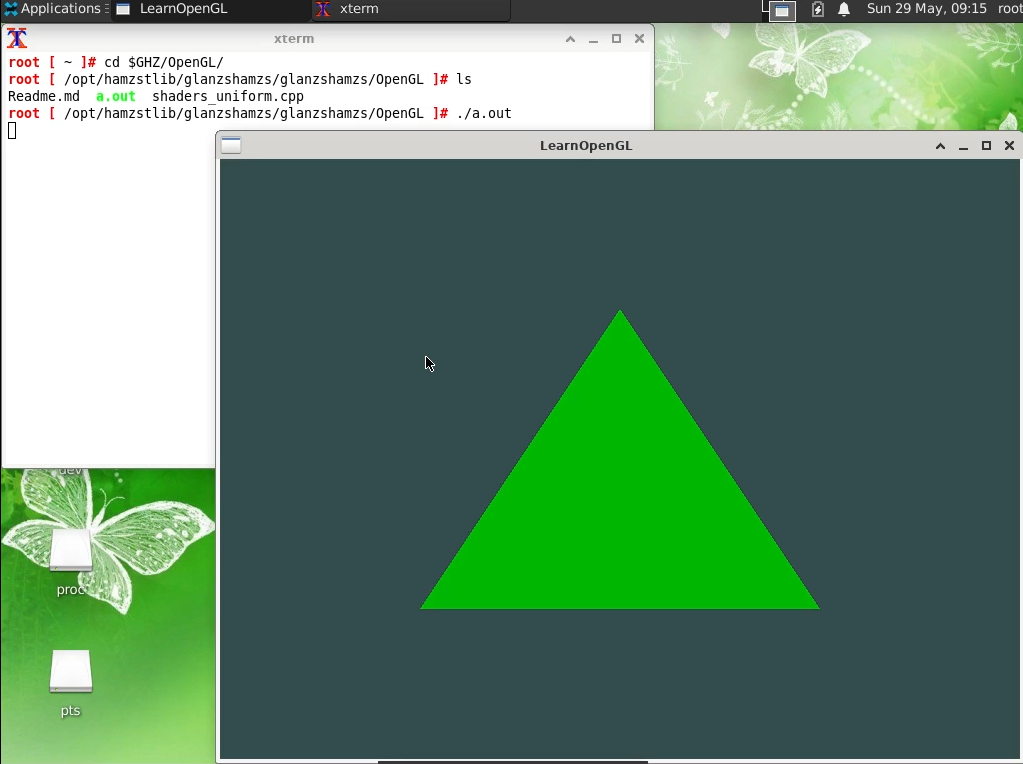 Applications LearnOpenGL xterm Sun 29 May, 09:15 root
xterm
root [ ~ ]# cd $GHZ/OpenGL/
root [ /opt/hamzstlib/glanzshamzs/glanzshamzs/OpenGL ]# ls
Readme.md a.out shaders_uniform.cpp
root [ /opt/hamzstlib/glanzshamzs/glanzshamzs/OpenGL ]# ./a.out
LearnOpenGL
dev
proc
pts